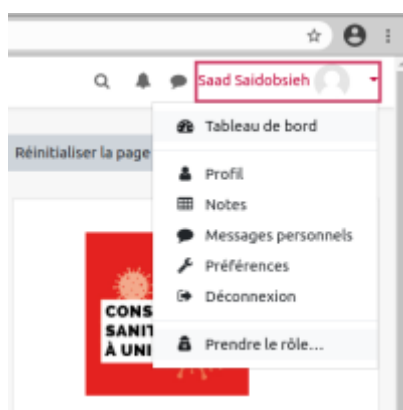 Saad Saidobsieh
Tableau de bord
Réinitialiser la page
Profil
Notes
Messages personnels
Préférences
Déconnexion
CONS
SANIT
À UNI
Prendre le rôle...